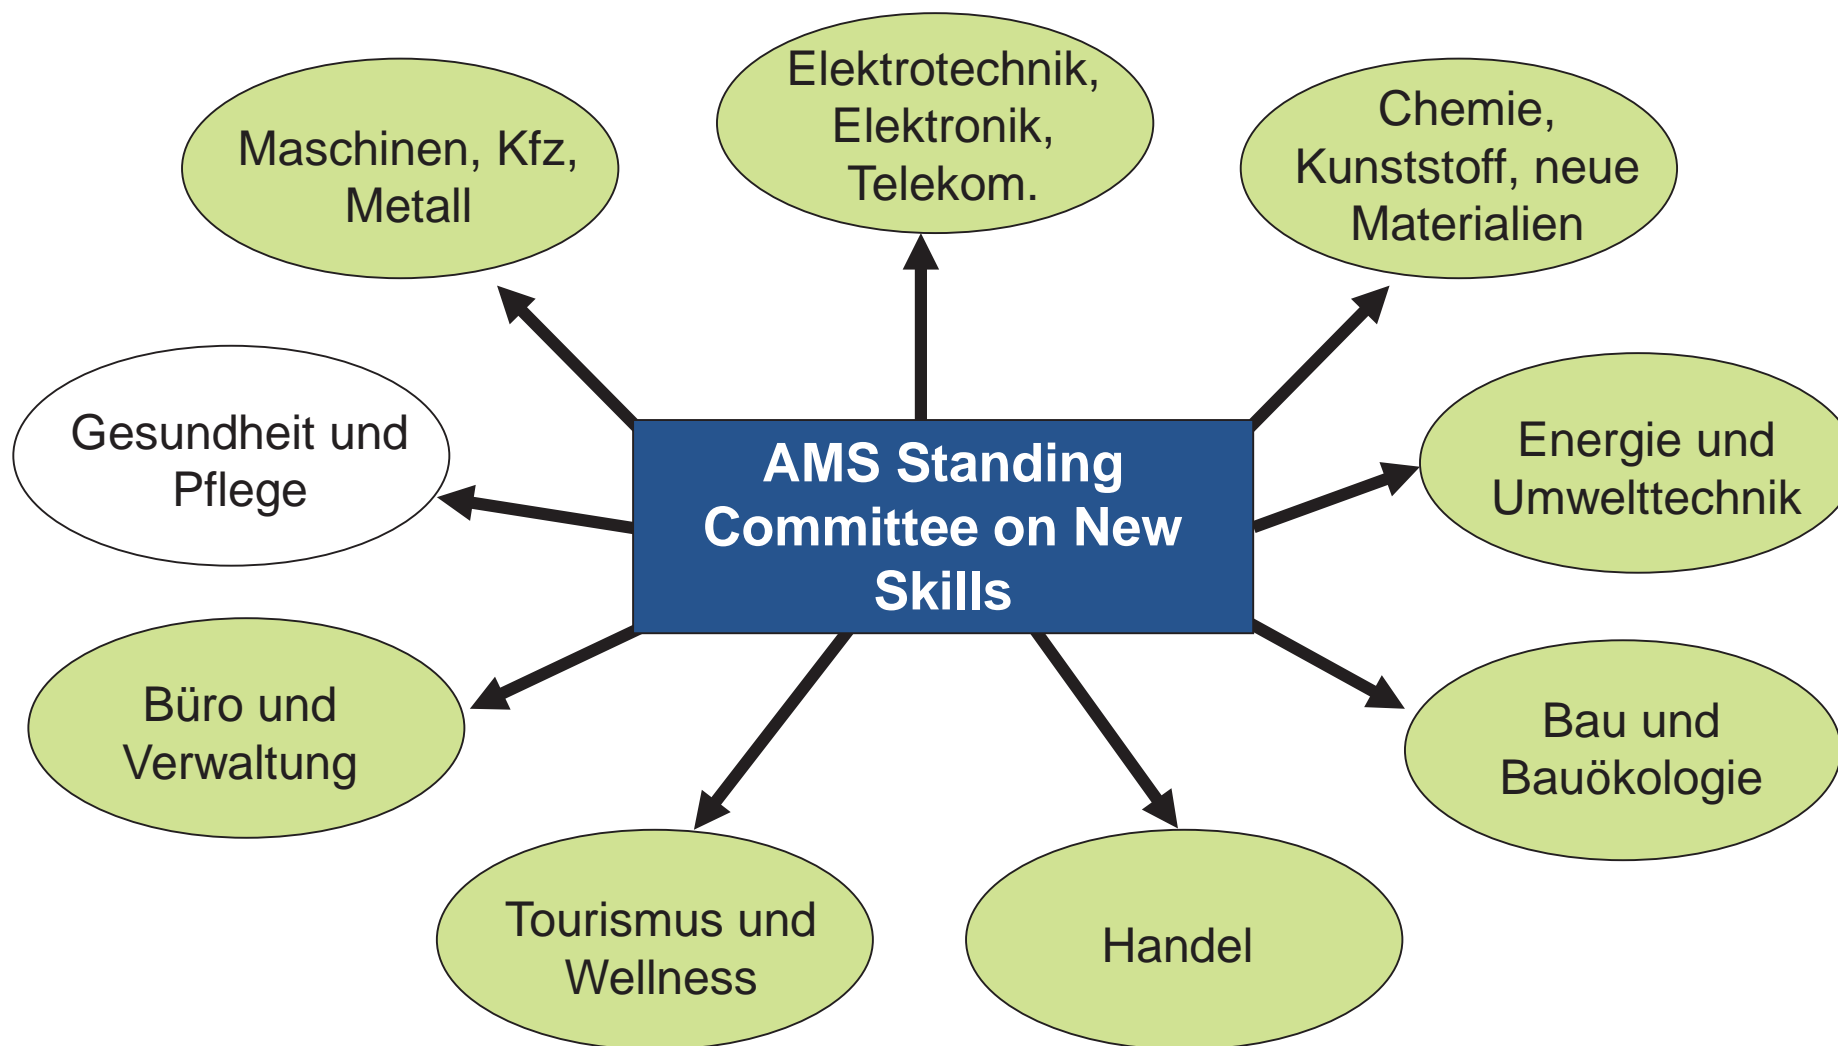 Elektrotechnik,
Elektronik,
Telekom.
Maschinen, Kfz,
Metall
Chemie,
Kunststoff, neue
Materialien
Gesundheit und
Pflege
AMS Standing
Committee on New
Skills
Energie und
Umwelttechnik
Büro und
Verwaltung
Bau und
Bauökologie
Tourismus und
Wellness
Handel